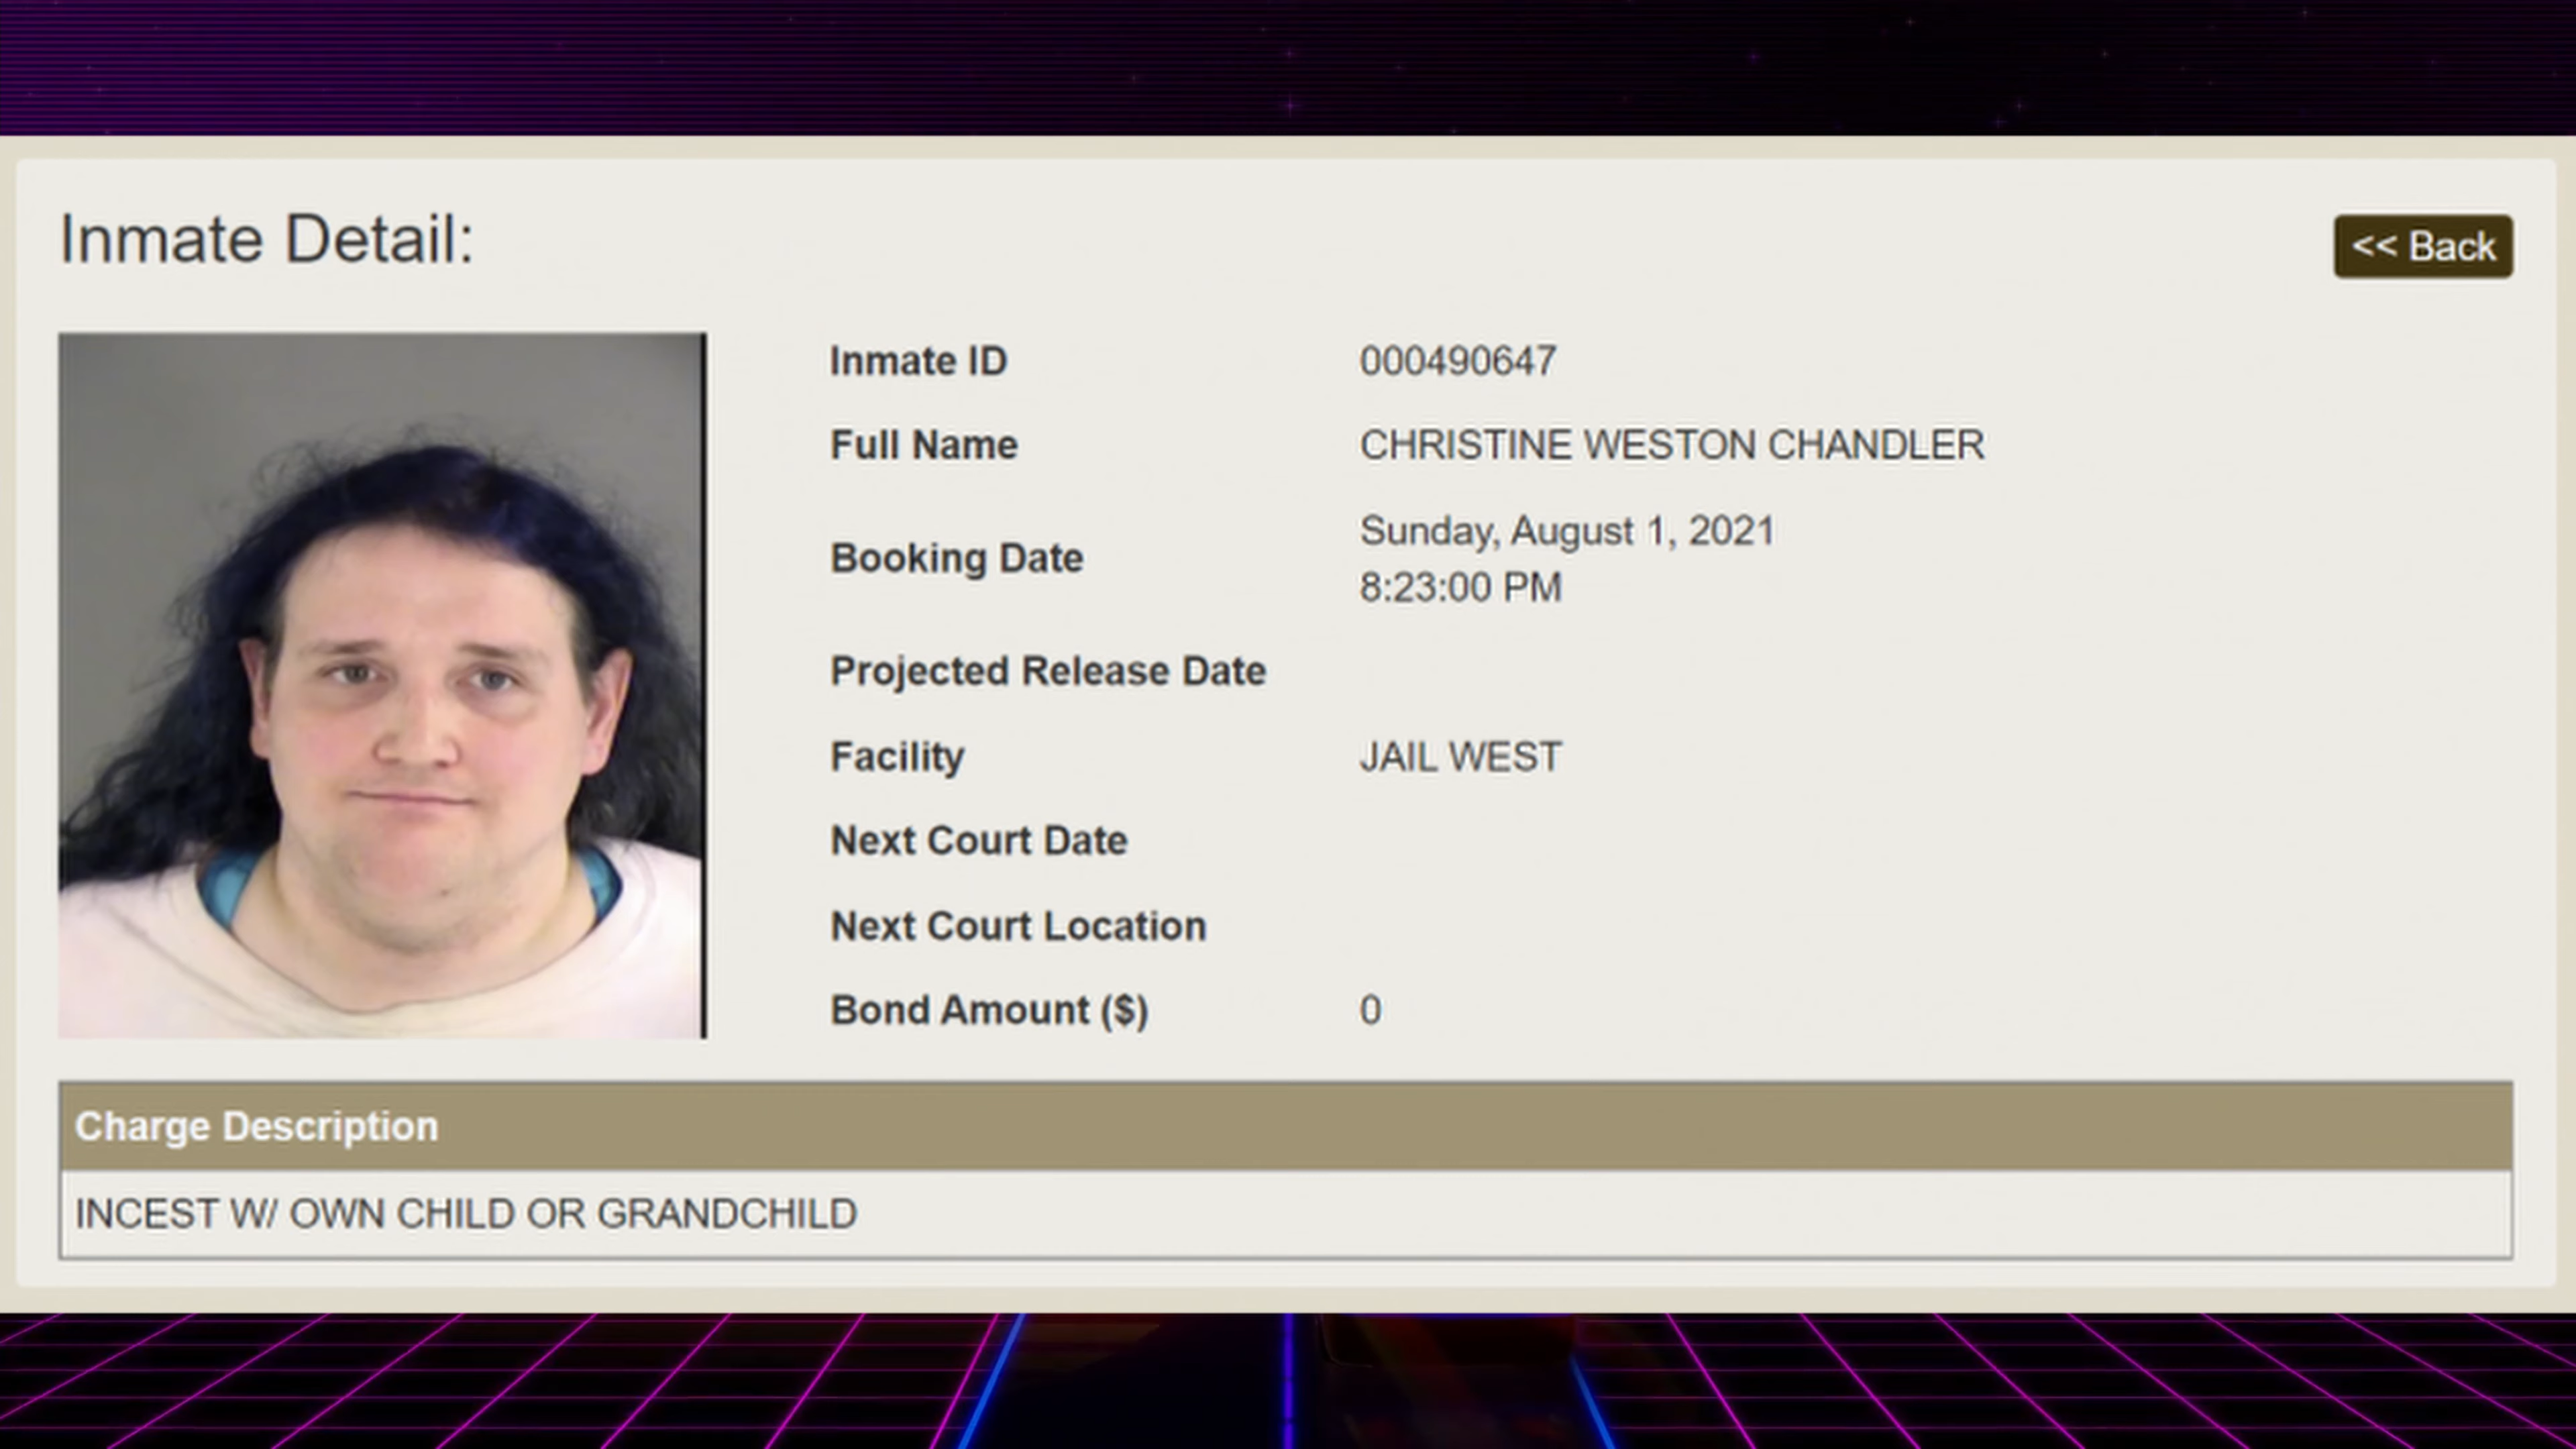 Inmate Detail:
<< Back
Inmate ID 000490647
Full Name CHRISTINE WESTON CHANDLER
Booking Date Sunday, August 1, 2021
8:23:00 PM
Projected Release Date
Facility JAIL WEST
Next Court Date
Next Court Location
Bond Amount ($) 0
Charge Description
INCEST W/ OWN CHILD OR GRANDCHILD